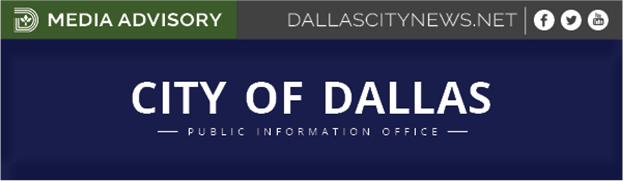 MEDIA ADVISORY
DALLASCITYNEWS.NET
CITY OF DALLAS
PUBLIC INFORMATION OFFICE